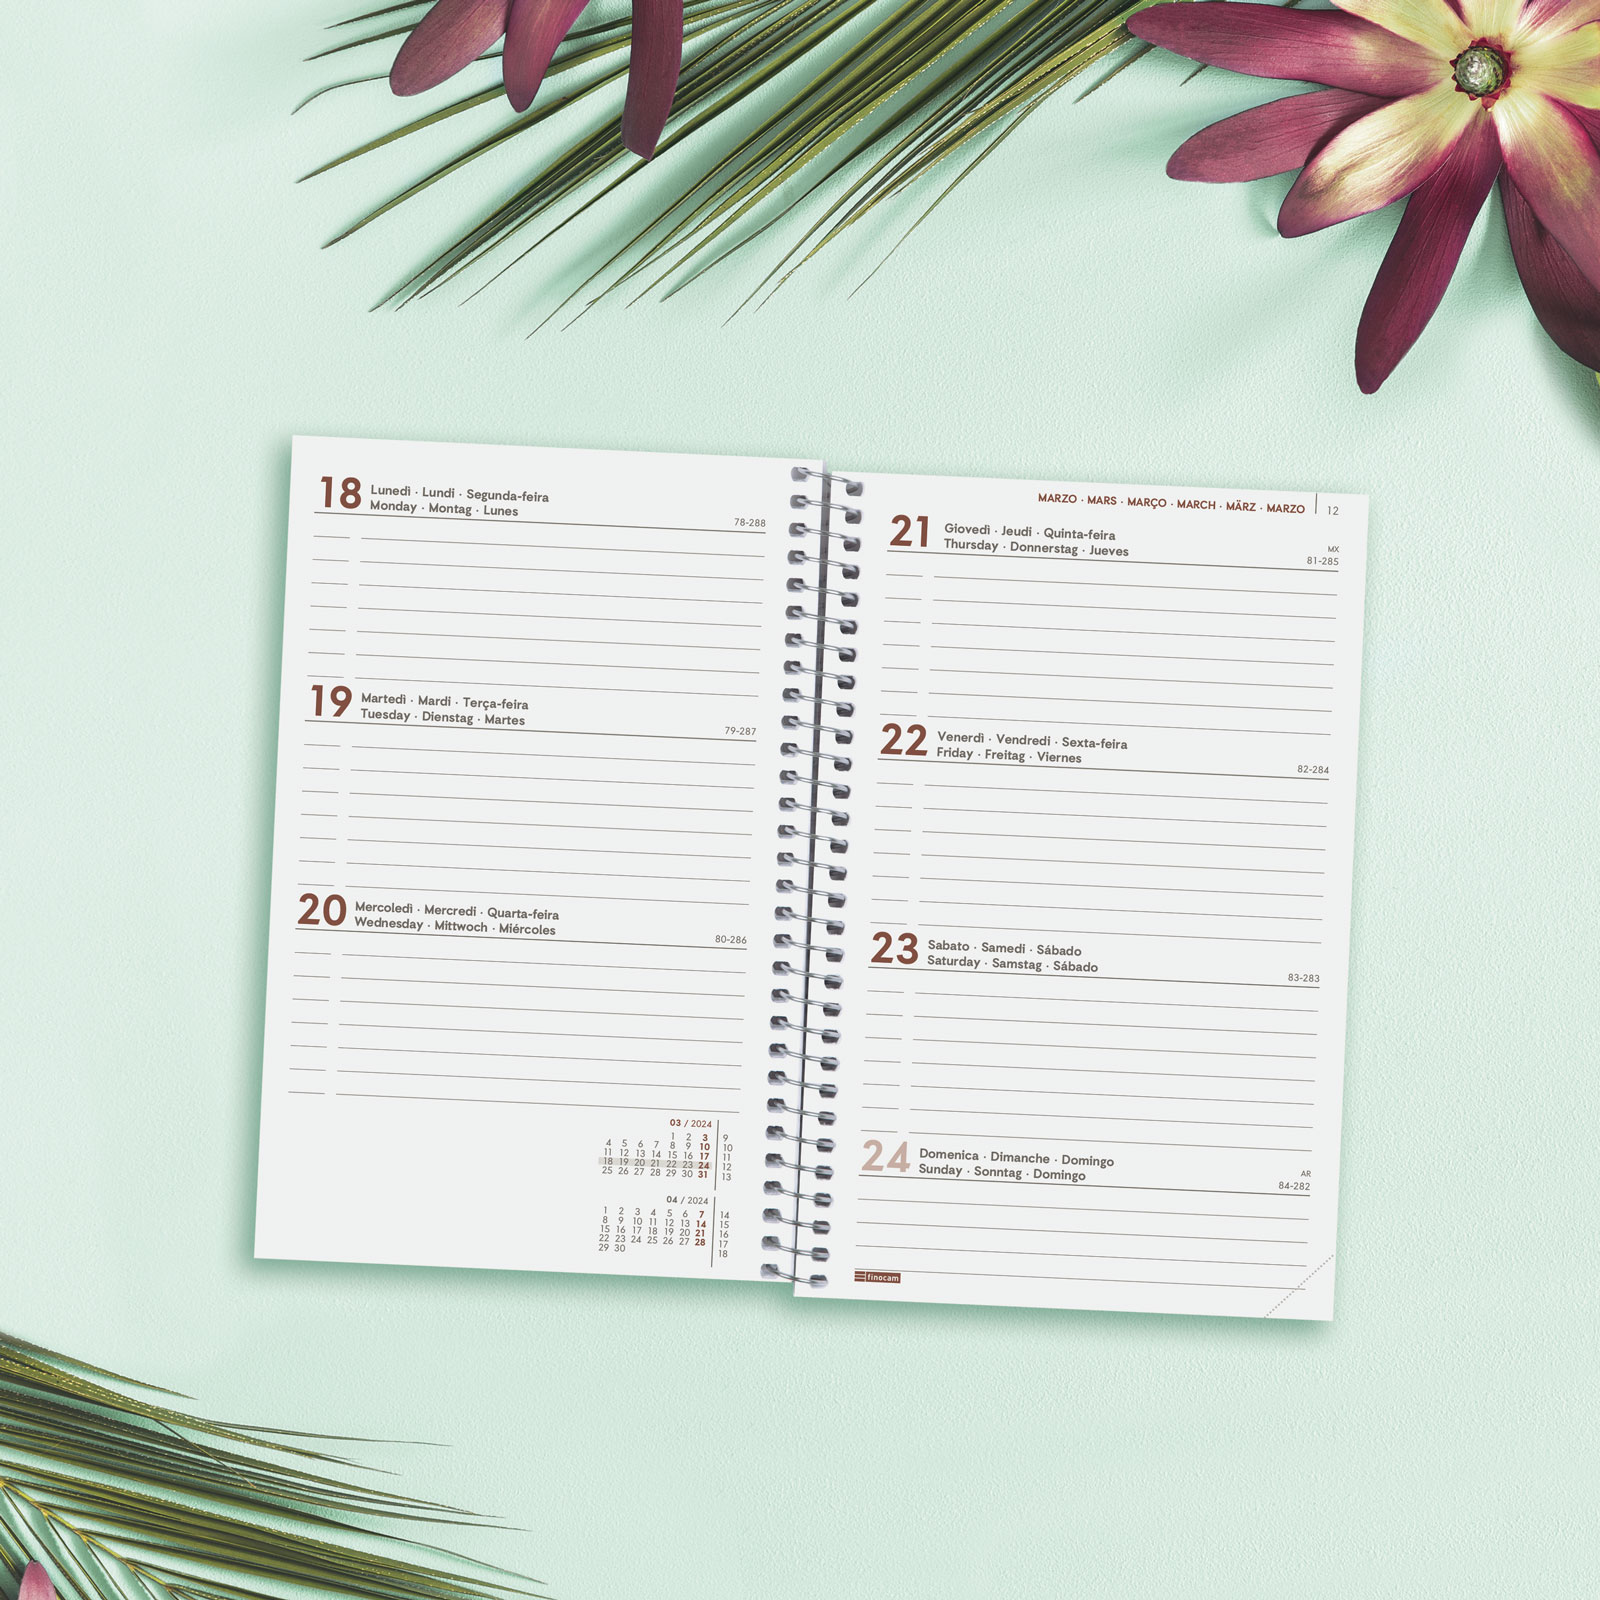 18 Lunedì · Lundi · Segunda-feira
Monday · Montag · Lunes
78-288
19 Martedì · Mardi · Terça-feira
Tuesday · Dienstag · Martes
79-287
20 Mercoledì · Mercredi · Quarta-feira
Wednesday · Mittwoch · Miércoles
80-286
03 / 2024
1 2 3 9
4 5 6 7 8 9 10 10
11 12 13 14 15 16 17 11
18 19 20 21 22 23 24 12
25 26 27 28 29 30 31 13
04 / 2024
1 2 3 4 5 6 7 14
8 9 10 11 12 13 14 15
15 16 17 18 19 20 21 16
22 23 24 25 26 27 28 17
29 30 18
MARZO · MARS · MARÇO · MARCH · MÄRZ · MARZO 12
21 Giovedì · Jeudi · Quinta-feira
Thursday · Donnerstag · Jueves
MX
81-285
22 Venerdì · Vendredi · Sexta-feira
Friday · Freitag · Viernes
82-284
23 Sabato · Samedi · Sábado
Saturday · Samstag · Sábado
83-283
24 Domenica · Dimanche · Domingo
Sunday · Sonntag · Domingo
AR
84-282
finocam